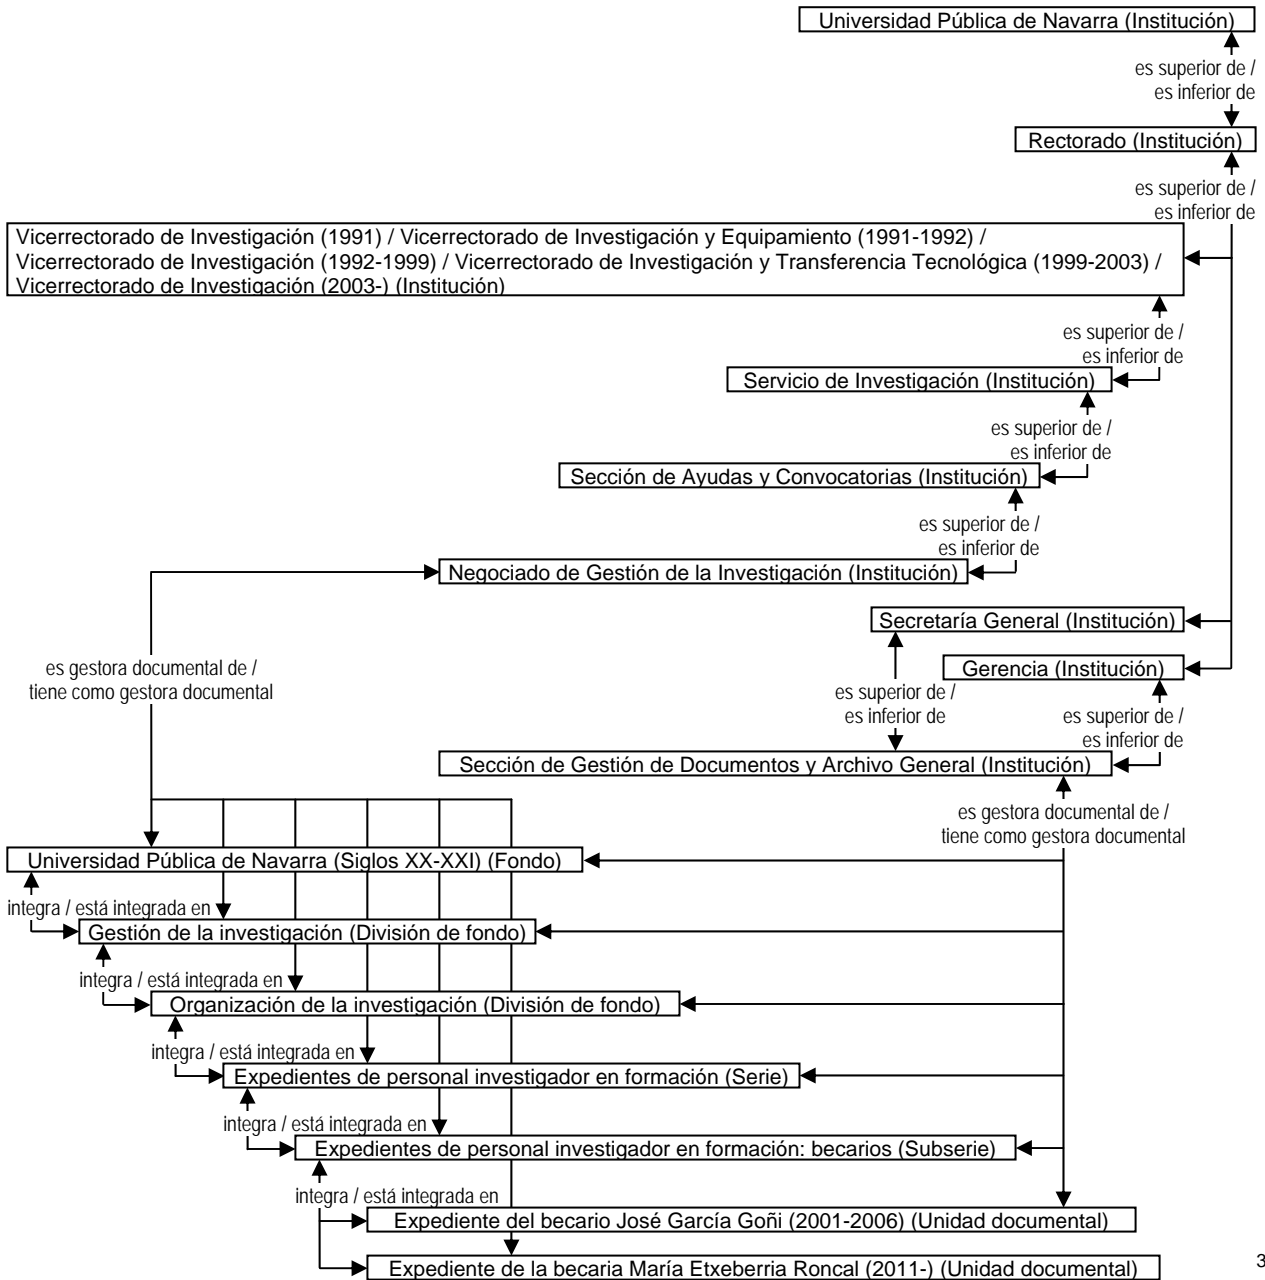 Universidad Pública de Navarra (Institución)
es superior de /
es inferior de
Rectorado (Institución)
es superior de /
es inferior de
Vicerrectorado de Investigación (1991) / Vicerrectorado de Investigación y Equipamiento (1991-1992) /
Vicerrectorado de Investigación (1992-1999) / Vicerrectorado de Investigación y Transferencia Tecnológica (1999-2003) /
Vicerrectorado de Investigación (2003-) (Institución)
es superior de /
es inferior de
Servicio de Investigación (Institución)
es superior de /
es inferior de
Sección de Ayudas y Convocatorias (Institución)
es superior de /
es inferior de
Negociado de Gestión de la Investigación (Institución)
Secretaría General (Institución)
es gestora documental de /
tiene como gestora documental
Gerencia (Institución)
es superior de /
es inferior de
es superior de /
es inferior de
Sección de Gestión de Documentos y Archivo General (Institución)
es gestora documental de /
tiene como gestora documental
Universidad Pública de Navarra (Siglos XX-XXI) (Fondo)
integra / está integrada en
Gestión de la investigación (División de fondo)
integra / está integrada en
Organización de la investigación (División de fondo)
integra / está integrada en
Expedientes de personal investigador en formación (Serie)
integra / está integrada en
Expedientes de personal investigador en formación: becarios (Subserie)
integra / está integrada en
Expediente del becario José García Goñi (2001-2006) (Unidad documental)
Expediente de la becaria María Etxeberria Roncal (2011-) (Unidad documental)
3